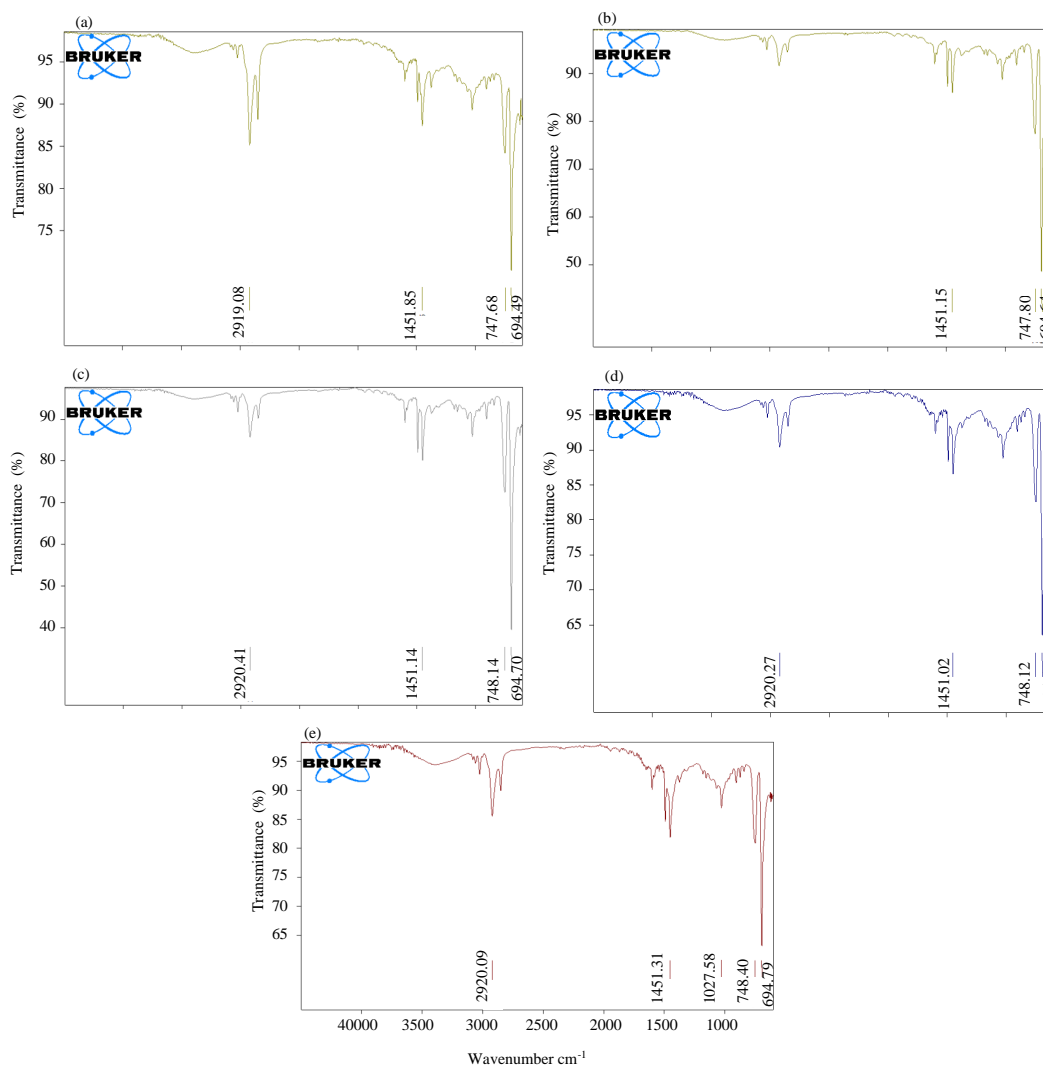 (a)
BRUKER
Transmittance (%)
95
90
85
80
75
2919.08
1451.85
747.68
694.49
(b)
BRUKER
Transmittance (%)
90
80
70
60
50
1451.15
747.80
(c)
BRUKER
Transmittance (%)
90
80
70
60
50
40
2920.41
1451.14
748.14
694.70
(d)
BRUKER
Transmittance (%)
95
90
85
80
75
70
65
2920.27
1451.02
748.12
(e)
BRUKER
Transmittance (%)
95
90
85
80
75
70
65
2920.09
1451.31
1027.58
748.40
694.79
40000 3500 3000 2500 2000 1500 1000
Wavenumber cm-1